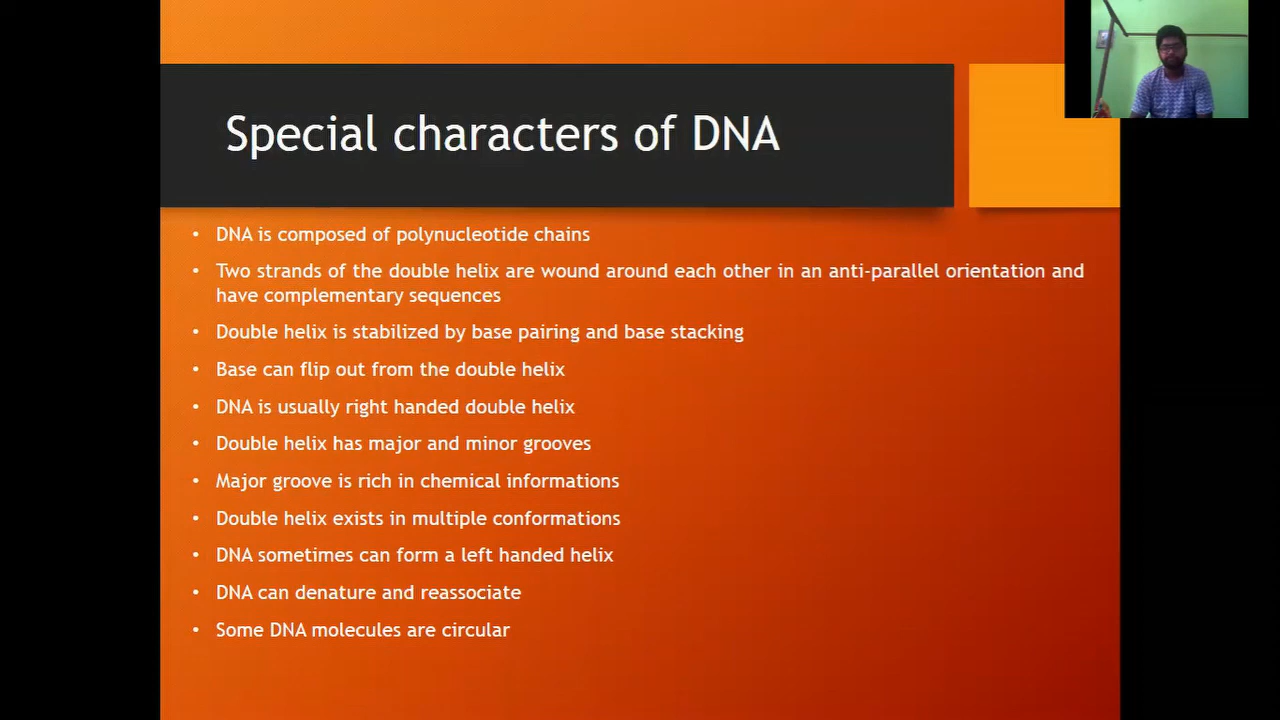 Special characters of DNA
• DNA is composed of polynucleotide chains
• Two strands of the double helix are wound around each other in an anti-parallel orientation and
have complementary sequences
• Double helix is stabilized by base pairing and base stacking
• Base can flip out from the double helix
• DNA is usually right handed double helix
• Double helix has major and minor grooves
• Major groove is rich in chemical informations
• Double helix exists in multiple conformations
• DNA sometimes can form a left handed helix
• DNA can denature and reassociate
• Some DNA molecules are circular